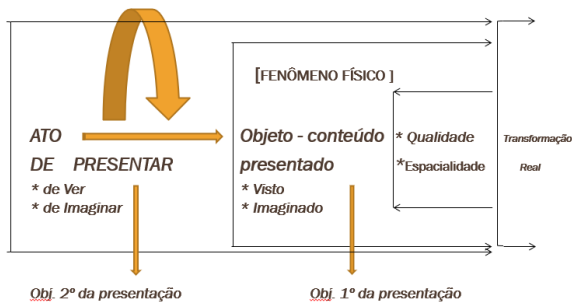 [FENÔMENO FÍSICO ]
ATO
DE PRESENTAR
* de Ver
* de Imaginar
Objeto - conteúdo
presentado
* Visto
* Imaginado
* Qualidade
*Espacialidade
Transformação
Real
Obj. 2º da presentação
Obj. 1º da presentação